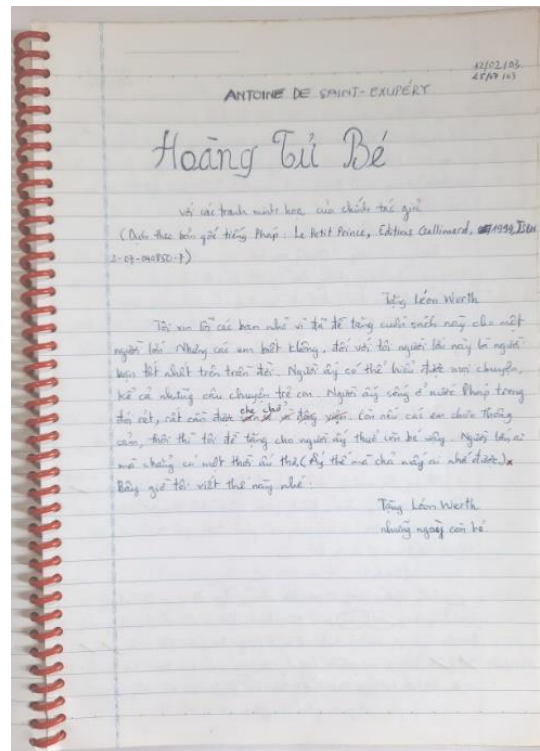 12/02/03
25/07/03
ANTOINE DE SAINT-EXUPÉRY
Hoàng Tử Bé
với các tranh minh hoạ của chính tác giả
(Dịch theo bản gốc tiếng Pháp: Le Petit Prince, Editions Gallimard, 1999,
2-07-040850-7)
Tặng Léon Werth
Tôi xin lỗi các bạn nhỏ vì đã đề tặng cuốn sách này cho một
người lớn. Nhưng các em biết không, đối với tôi người lớn này là người
bạn tốt nhất trên trần đời. Người ấy có thể hiểu được mọi chuyện,
kể cả những câu chuyện trẻ con. Người ấy sống ở nước Pháp trong
đói rét, rất cần được che chở. Còn nếu các em chưa thông
cảm, thôi thì tôi đề tặng cho người ấy thuở còn bé vậy. Người lớn ai
mà chẳng có một thời ấu thơ. (Ấy thế mà chả mấy ai nhớ được)
Bây giờ tôi viết thế này nhé:
Tặng Léon Werth
những ngày còn bé